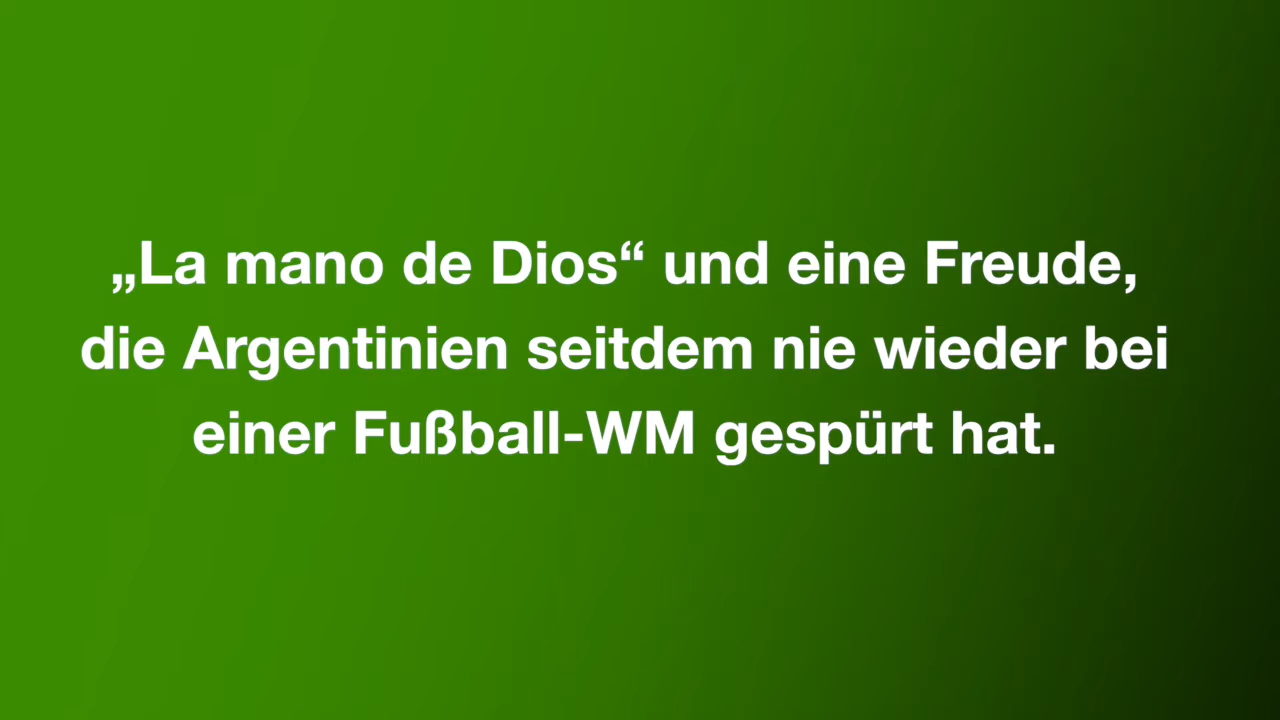 „La mano de Dios“ und eine Freude,
die Argentinien seitdem nie wieder bei
einer Fußball-WM gespürt hat.